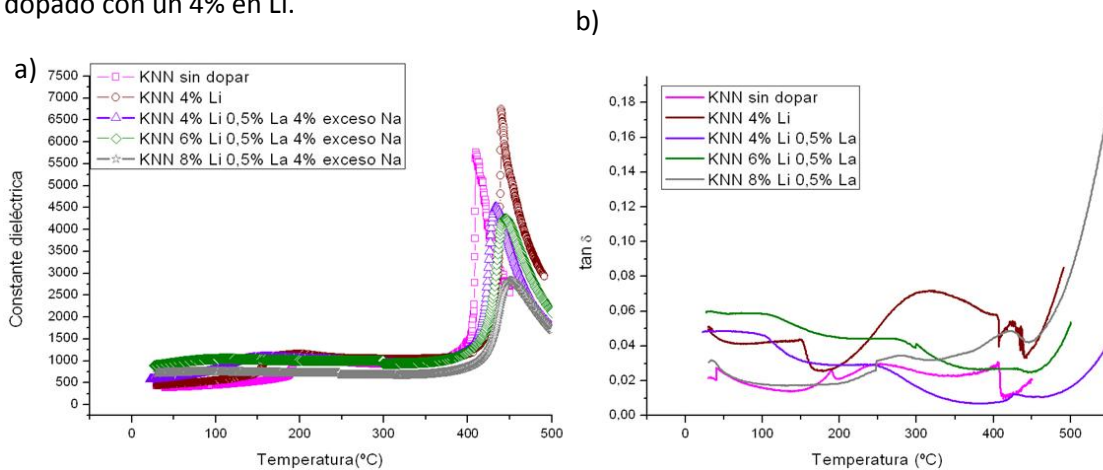 dopado con un 4% en Li.
b)
a)
7500
7000
6500
6000
5500
5000
4500
4000
3500
3000
2500
2000
1500
1000
500
0
Constante dieléctrica
KNN sin dopar
KNN 4% Li
KNN 4% Li 0,5% La 4% exceso Na
KNN 6% Li 0,5% La 4% exceso Na
KNN 8% Li 0,5% La 4% exceso Na
0 100 200 300 400 500
Temperatura(ºC)
0,18
0,16
0,14
0,12
0,10
0,08
0,06
0,04
0,02
0,00
tan δ
KNN sin dopar
KNN 4% Li
KNN 4% Li 0,5% La
KNN 6% Li 0,5% La
KNN 8% Li 0,5% La
0 100 200 300 400 500
Temperatura (ºC)